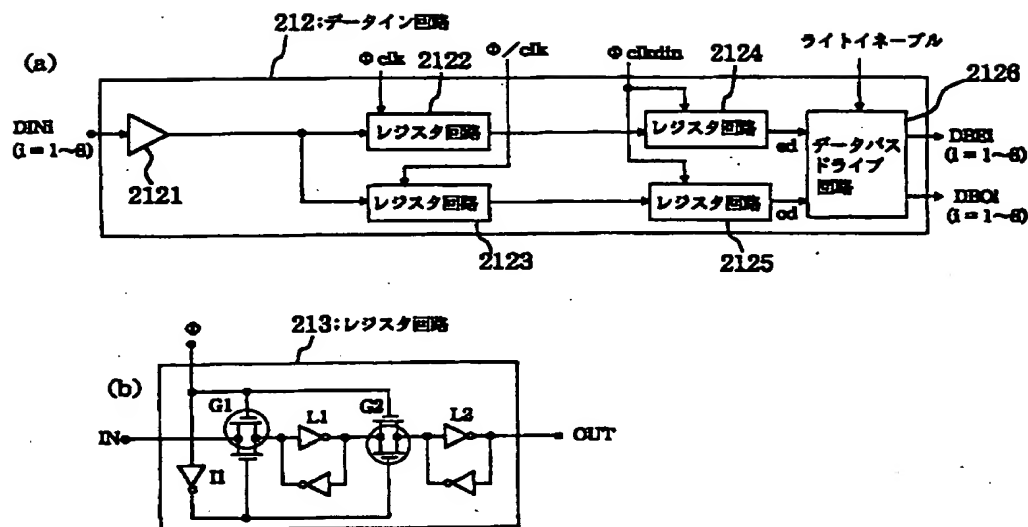 212:データイン回路
(a)
Φclk
2122
Φ/clk
Φclkdin
2124
ライトイネーブル
2126
DINi
(i=1~8)
2121
レジスタ回路
レジスタ回路
ed
データバス
ドライブ
回路
DBEi
(i=1~8)
レジスタ回路
レジスタ回路
od
DBOi
(i=1~8)
2123
2125
213:レジスタ回路
Φ
(b)
G1
L1
G2
L2
IN
OUT
I1